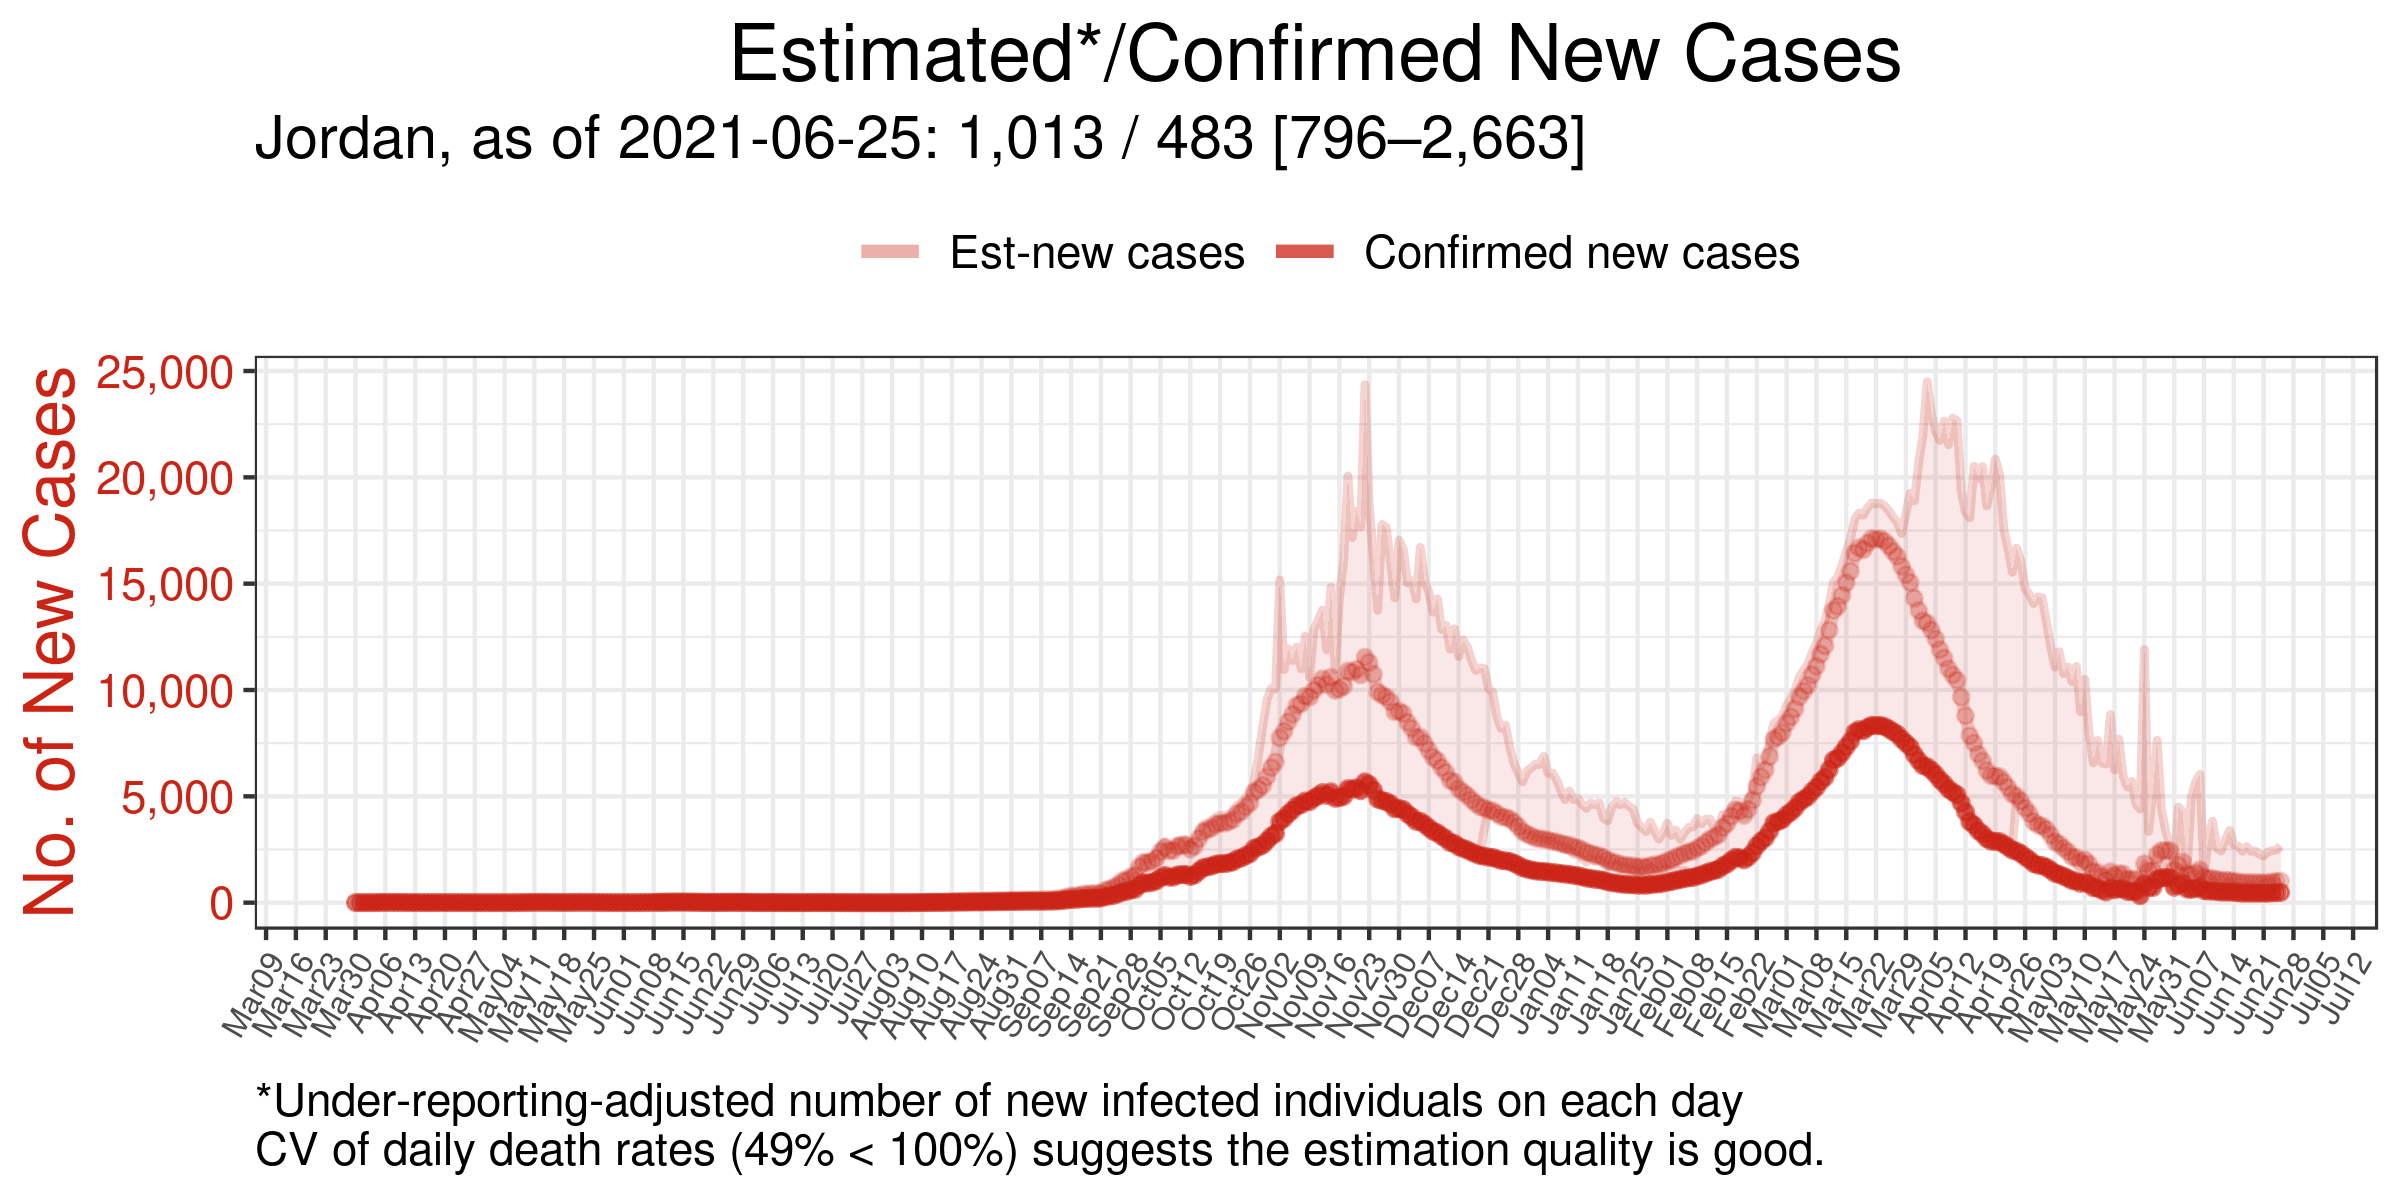 Estimated*/Confirmed New Cases
Jordan, as of 2021-06-25: 1,013 / 483 [796–2,663]
Est-new cases
Confirmed new cases
No. of New Cases
25,000
20,000
15,000
10,000
5,000
0
Mar09
Mar16
Mar23
Mar30
Apr06
Apr13
Apr20
Apr27
May04
May11
May18
May25
Jun01
Jun08
Jun15
Jun22
Jun29
Jul06
Jul13
Jul20
Jul27
Aug03
Aug10
Aug17
Aug24
Aug31
Sep07
Sep14
Sep21
Sep28
Oct05
Oct12
Oct19
Oct26
Nov02
Nov09
Nov16
Nov23
Nov30
Dec07
Dec14
Dec21
Dec28
Jan04
Jan11
Jan18
Jan25
Feb01
Feb08
Feb15
Feb22
Mar01
Mar08
Mar15
Mar22
Mar29
Apr05
Apr12
Apr19
Apr26
May03
May10
May17
May24
May31
Jun07
Jun14
Jun21
Jun28
Jul05
Jul12
*Under-reporting-adjusted number of new infected individuals on each day
CV of daily death rates (49% < 100%) suggests the estimation quality is good.